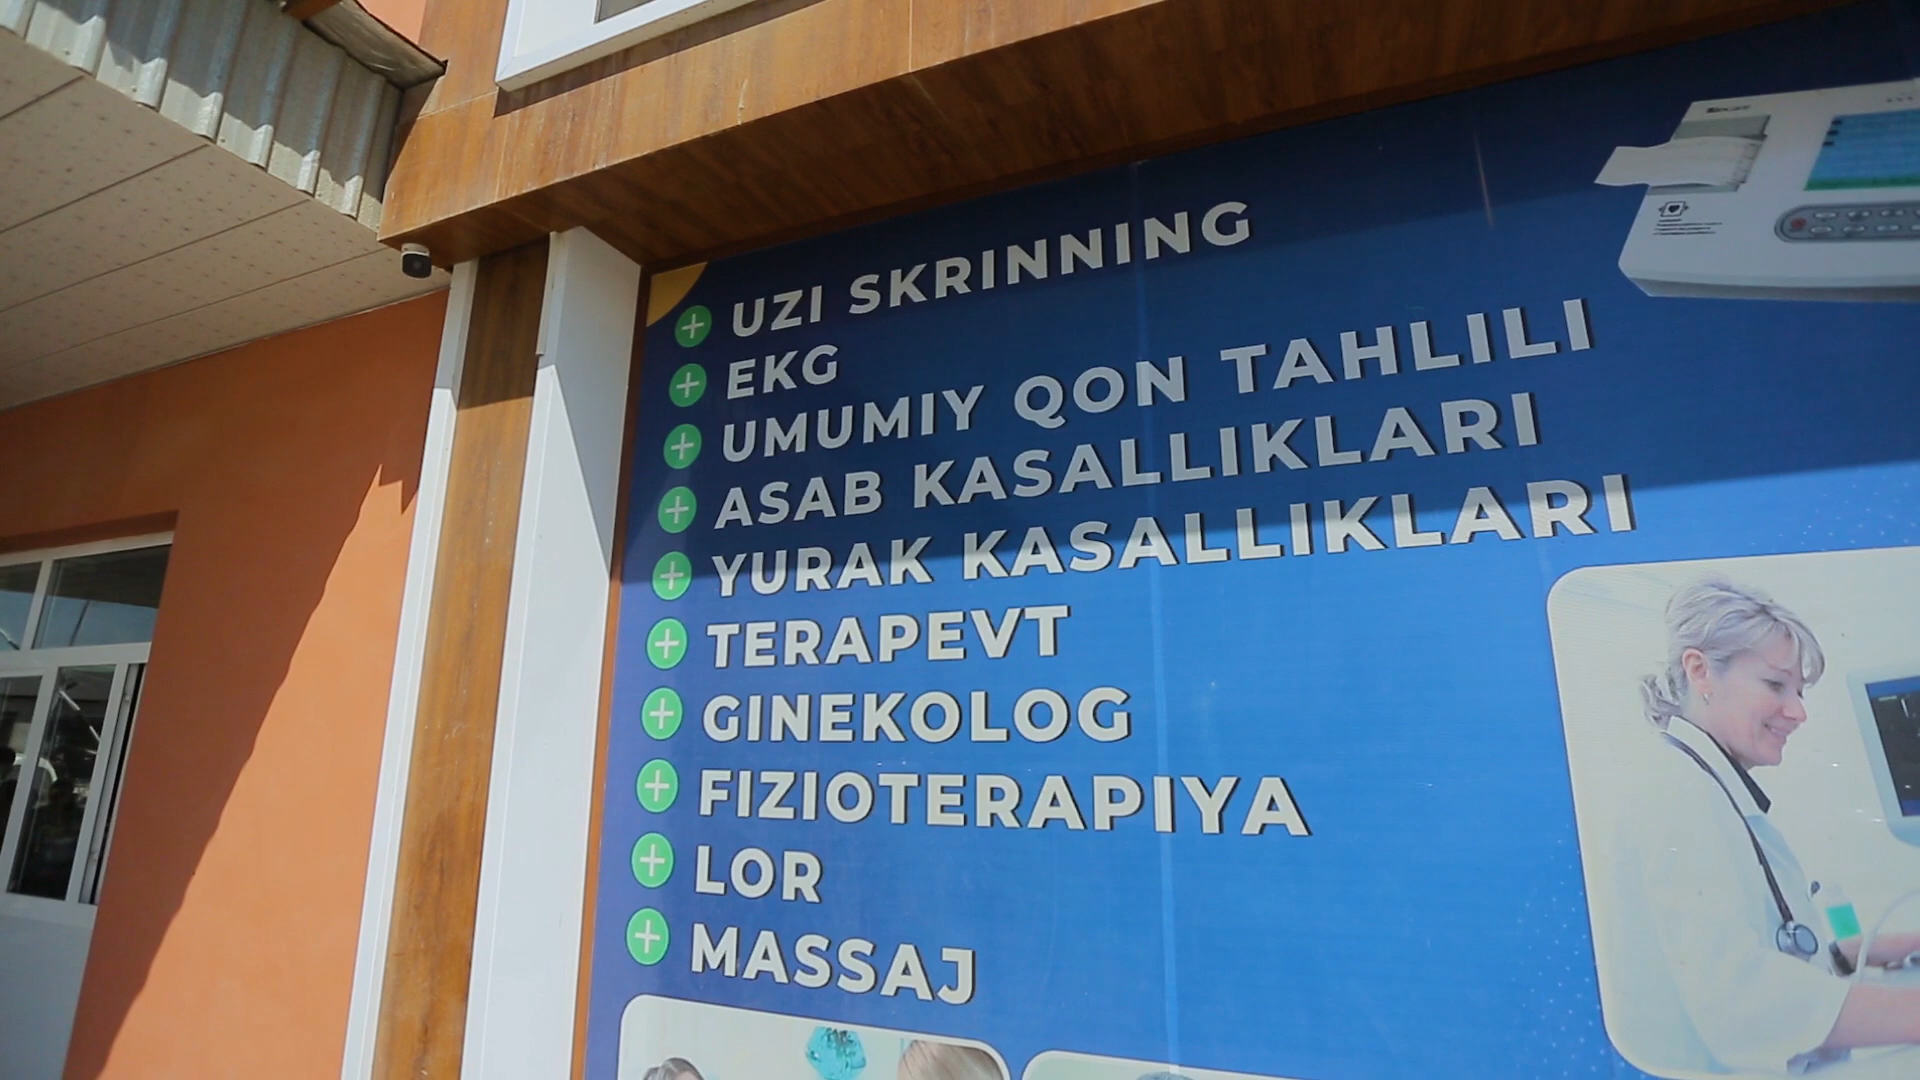 UZI SKRINNING
EKG
UMUMIY QON TAHLILI
ASAB KASALLIKLARI
YURAK KASALLIKLARI
TERAPEVT
GINEKOLOG
FIZIOTERAPIYA
LOR
MASSAJ